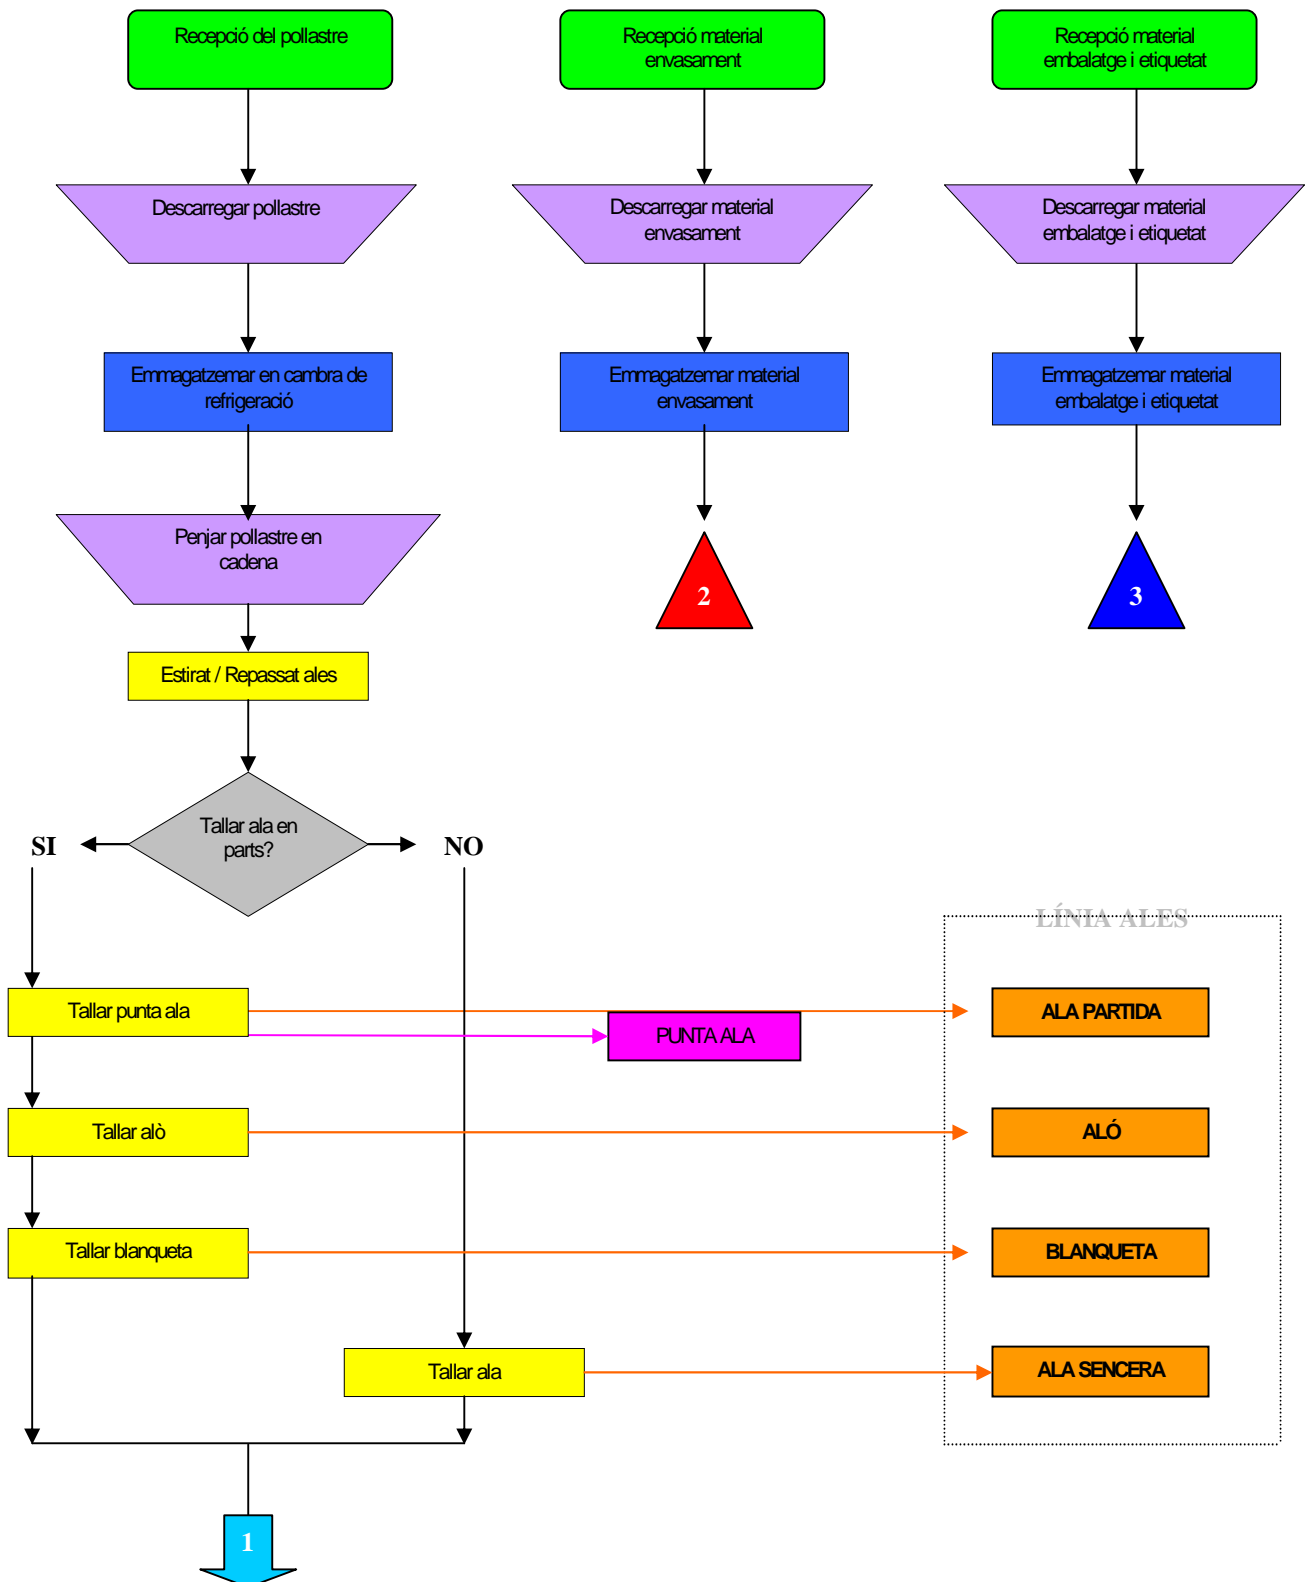 Recepció del pollastre
Recepció material
envasament
Recepció material
embalatge i etiquetat
Descarregar pollastre
Descarregar material
envasament
Descarregar material
embalatge i etiquetat
Emmagatzemar en cambra de
refrigeració
Emmagatzemar material
envasament
Emmagatzemar material
embalatge i etiquetat
Penjar pollastre en
cadena
2
3
Estirat / Repassat ales
Tallar ala en
parts?
SI
NO
LÍNIA ALES
Tallar punta ala
ALA PARTIDA
PUNTA ALA
Tallar alò
ALÓ
Tallar blanqueta
BLANQUETA
Tallar ala
ALA SENCERA
1